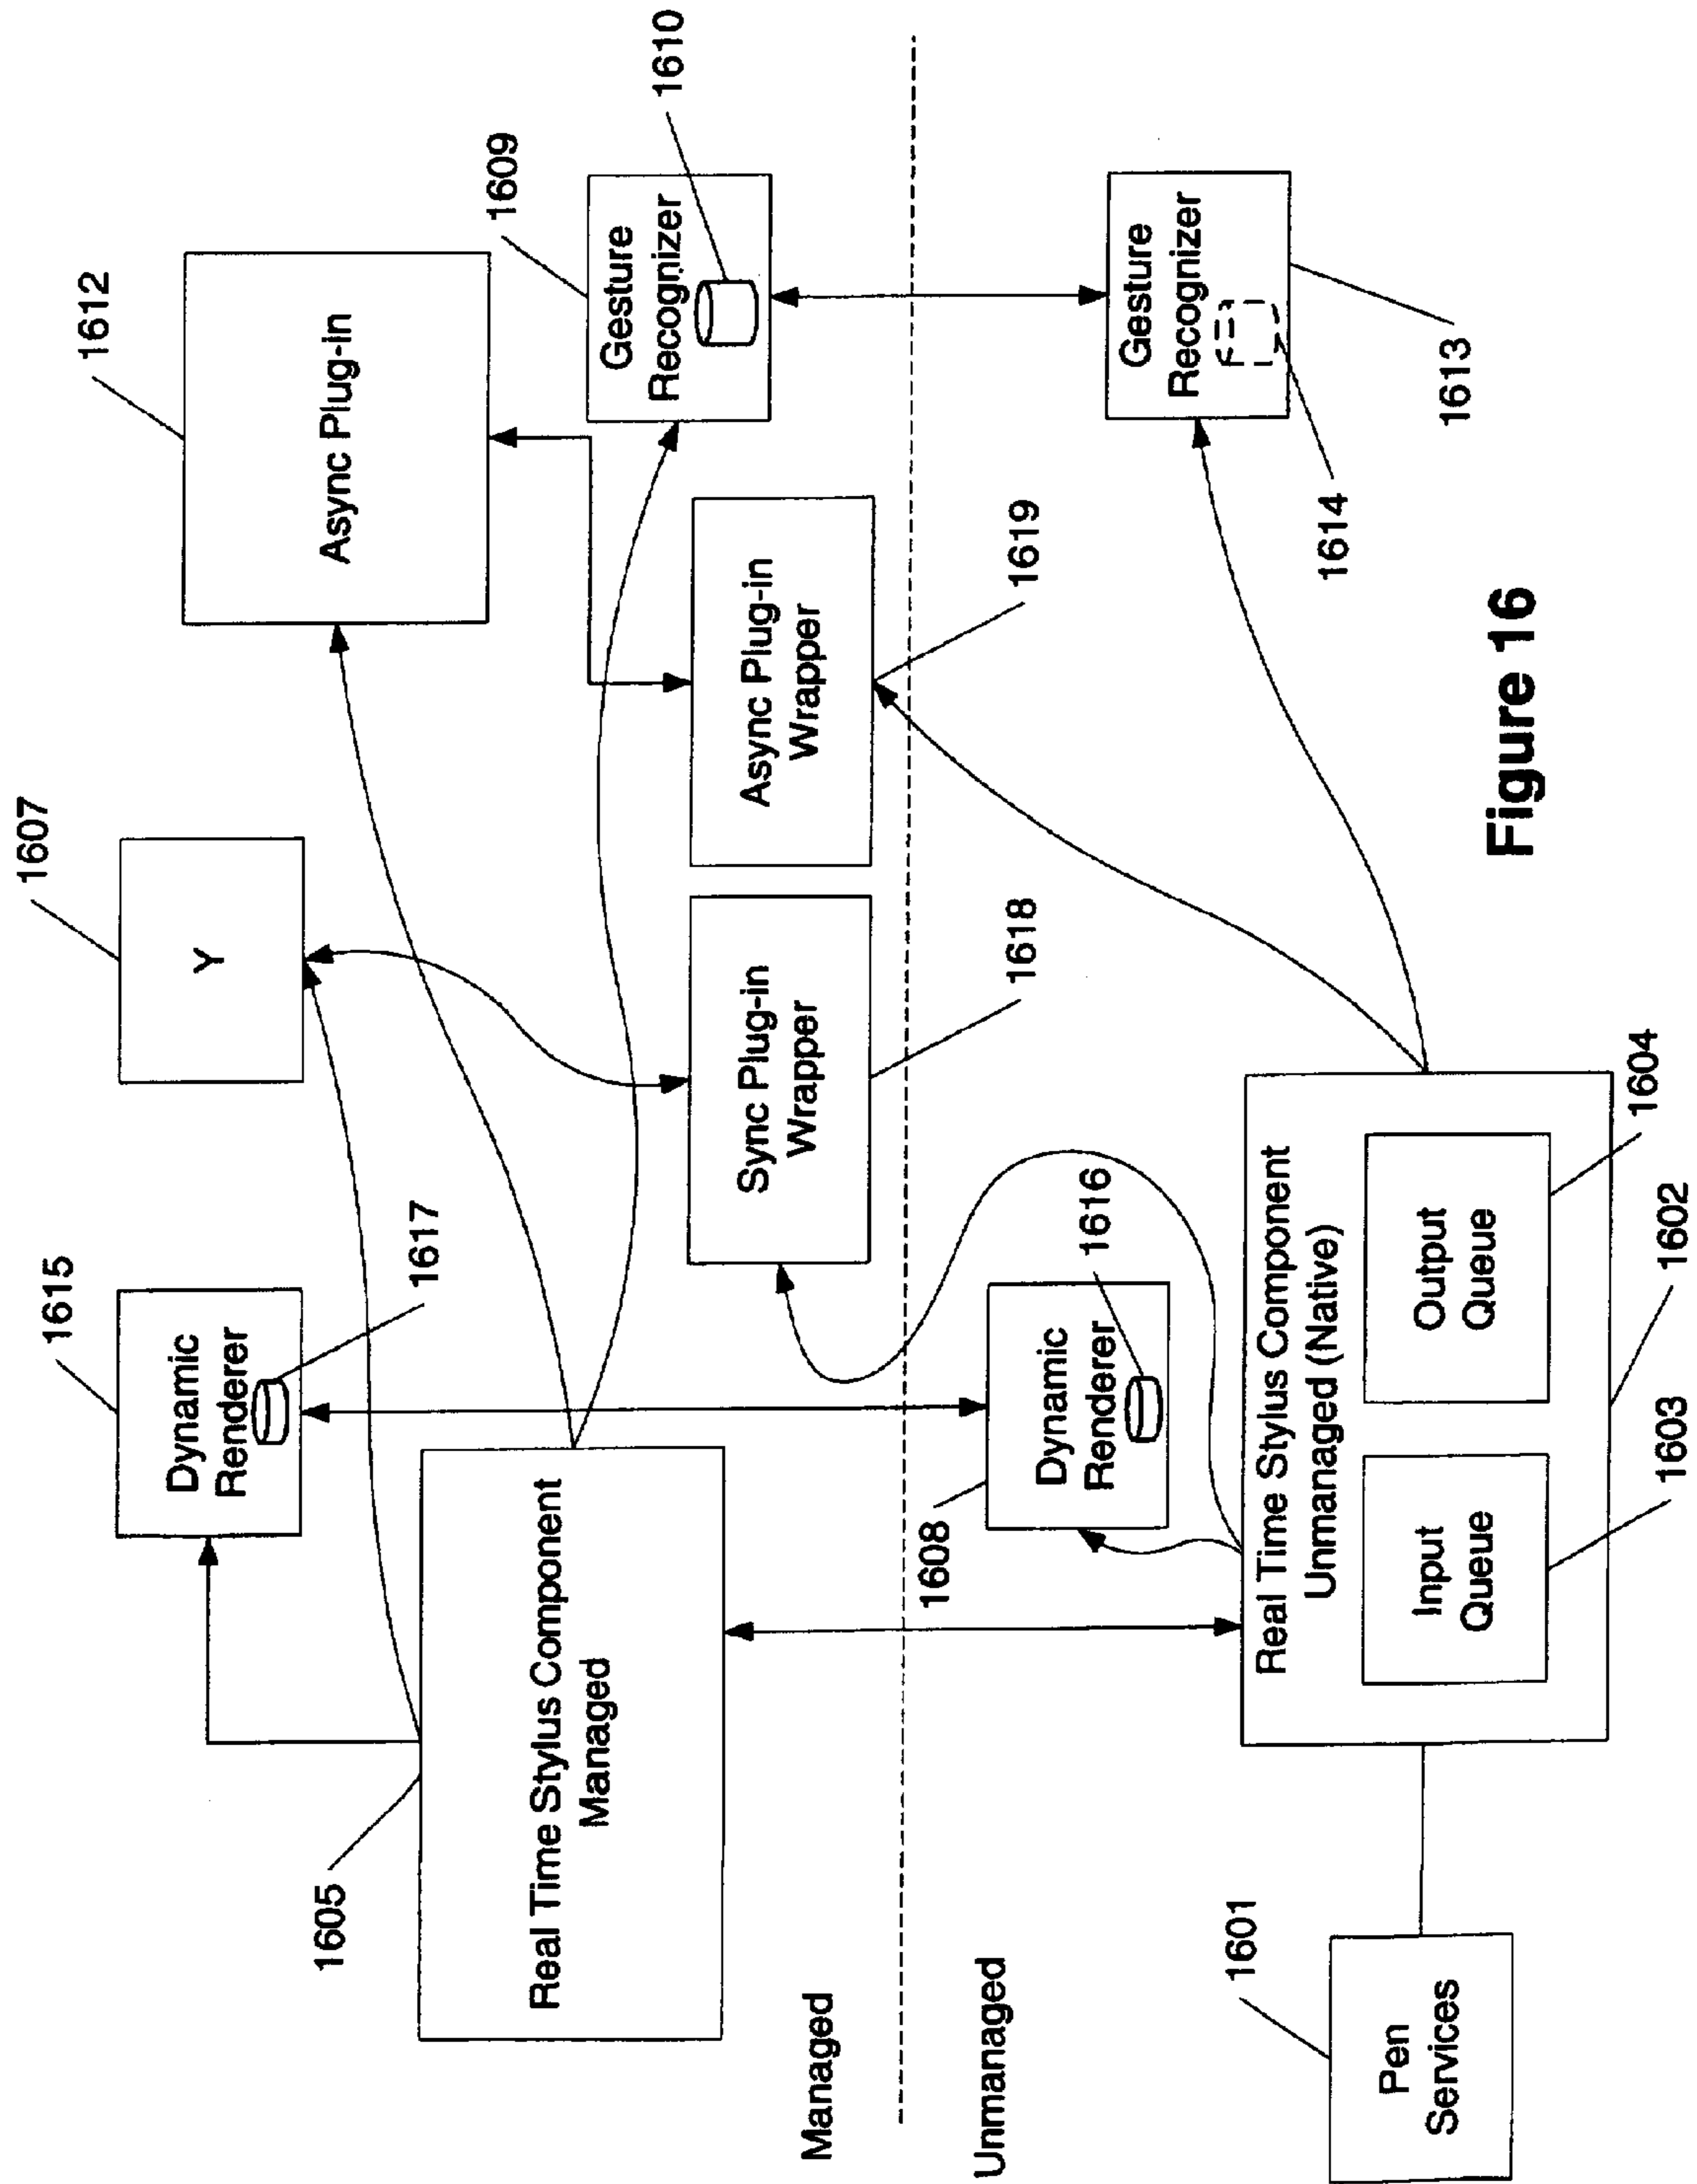 1607
1612
1615
Y
Async Plug-in
1609
1610
Dynamic
Renderer
1617
Gesture
Recognizer
1605
Real Time Stylus Component
Managed
Sync Plug-in
Wrapper
Async Plug-in
Wrapper
Managed
Unmanaged
1618
1619
1608
Dynamic
Renderer
1616
Gesture
Recognizer
1614
1613
1601
Pen
Services
Real Time Stylus Component
Unmanaged (Native)
Input
Queue
Output
Queue
1603
1602
1604
Figure 16